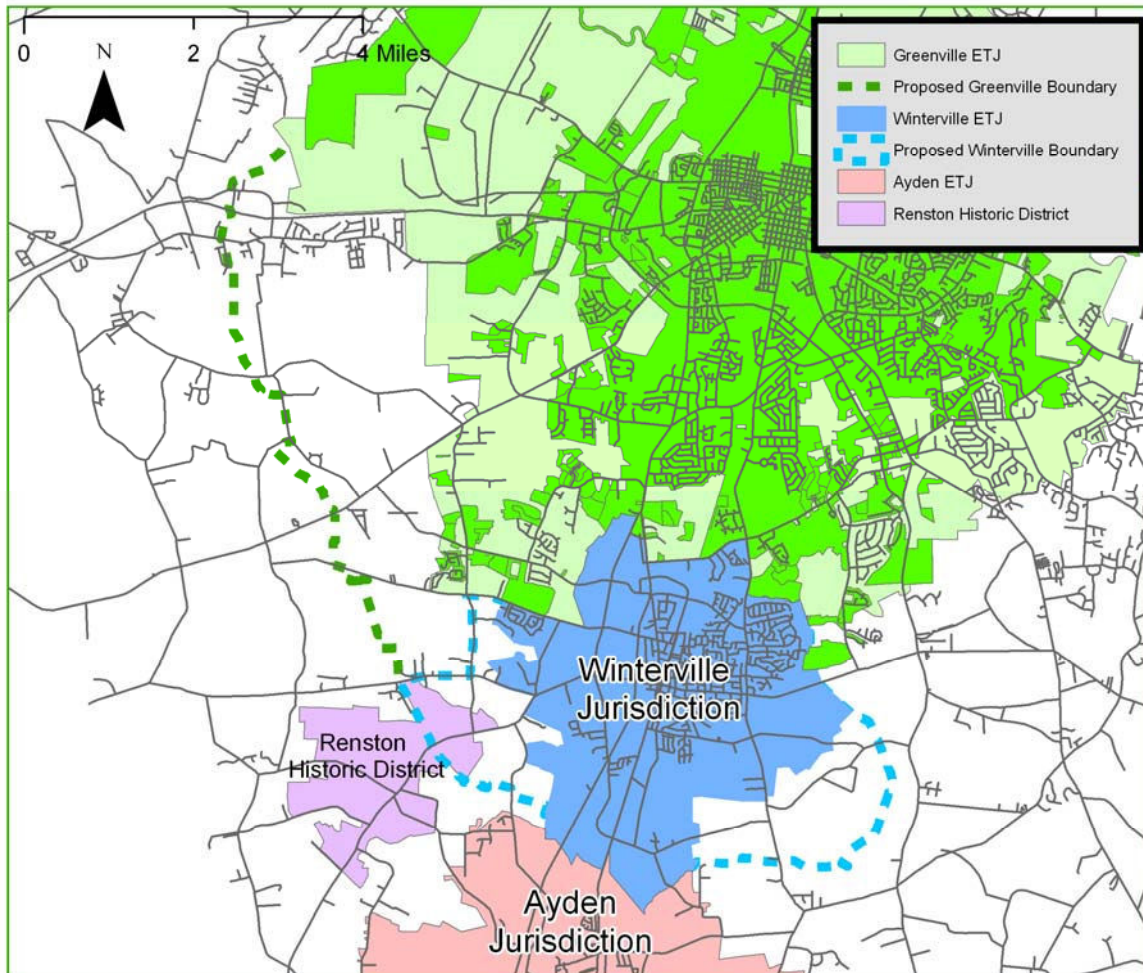 0 2 4 Miles
N
Greenville ETJ
Proposed Greenville Boundary
Winterville ETJ
Proposed Winterville Boundary
Ayden ETJ
Renston Historic District
Winterville
Jurisdiction
Renston
Historic District
Ayden
Jurisdiction